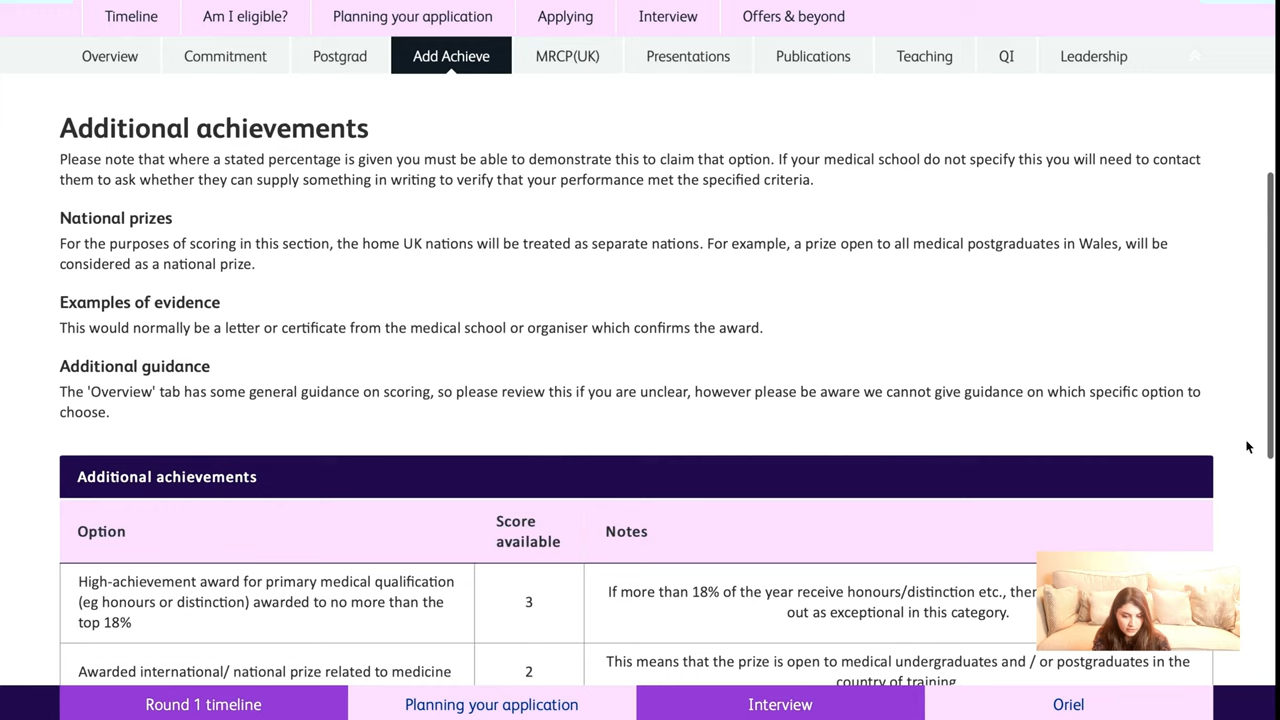 Timeline Am I eligible? Planning your application Applying Interview Offers & beyond
Overview Commitment Postgrad Add Achieve MRCP(UK) Presentations Publications Teaching QI Leadership
Additional achievements
Please note that where a stated percentage is given you must be able to demonstrate this to claim that option. If your medical school do not specify this you will need to contact
them to ask whether they can supply something in writing to verify that your performance met the specified criteria.
National prizes
For the purposes of scoring in this section, the home UK nations will be treated as separate nations. For example, a prize open to all medical postgraduates in Wales, will be
considered as a national prize.
Examples of evidence
This would normally be a letter or certificate from the medical school or organiser which confirms the award.
Additional guidance
The 'Overview' tab has some general guidance on scoring, so please review this if you are unclear, however please be aware we cannot give guidance on which specific option to
choose.
Additional achievements
Option
Score
available
Notes
High-achievement award for primary medical qualification
(eg honours or distinction) awarded to no more than the
top 18%
3
If more than 18% of the year receive honours/distinction etc., ther
out as exceptional in this category.
Awarded international/ national prize related to medicine
2
This means that the prize is open to medical undergraduates and / or postgraduates in the
country of training
Round 1 timeline Planning your application Interview Oriel